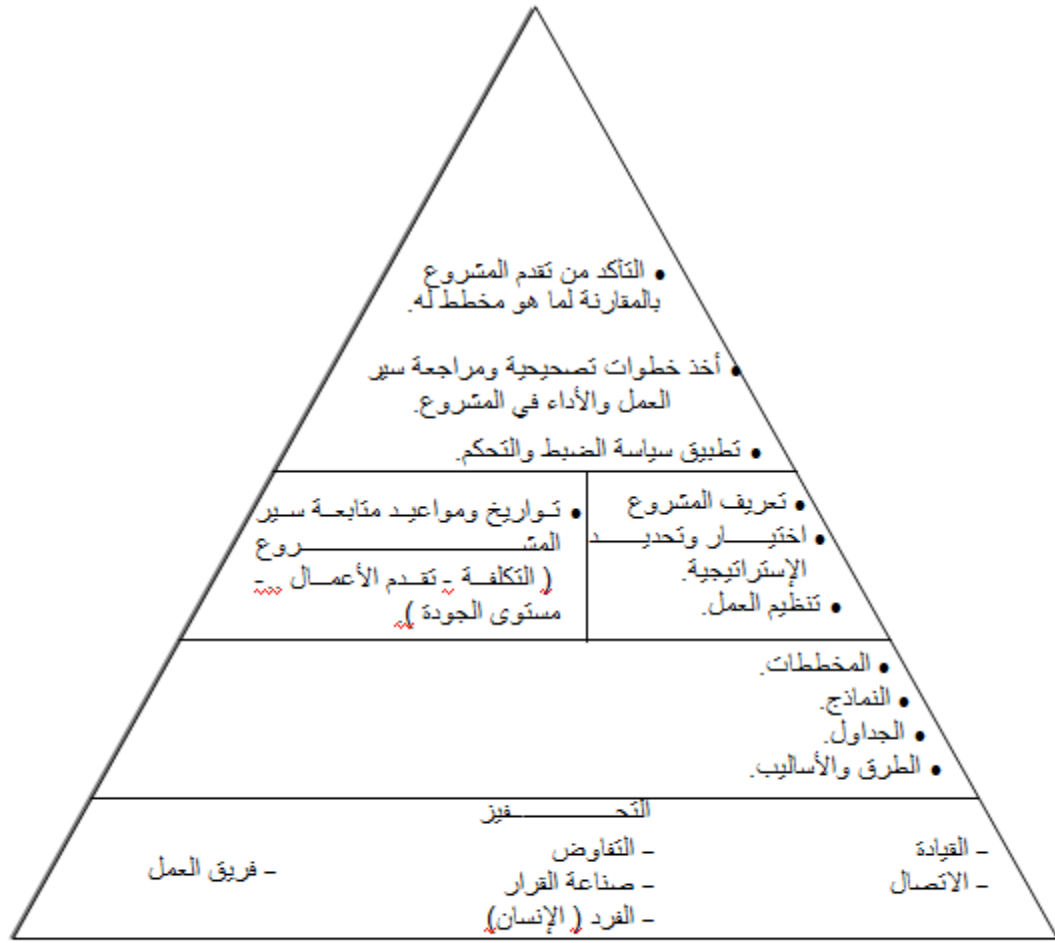 • التأكد من تقدم المشروع
بالمقارنة لما هو مخطط له.
• أخذ خطوات تصحيحية ومراجعة سير
العمل والأداء في المشروع.
• تطبيق سياسة الضبط والتحكم.
• تعريف المشروع
• اختيار وتحديد
الإستراتيجية.
• تنظيم العمل.
• تواريخ ومواعيد متابعة سير
المشروع
( التكلفة - تقدم الأعمال ...-
مستوى الجودة ).
• المخططات.
• النماذج.
• الجداول.
• الطرق والأساليب.
– القيادة
– الاتصال
التحفيز
– التفاوض
– صناعة القرار
– الفرد ( الإنسان)
– فريق العمل